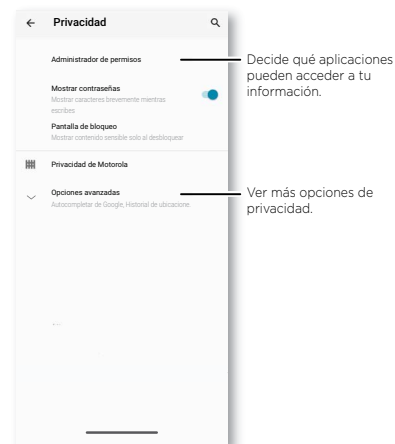 Privacidad
Administrador de permisos
Mostrar contraseñas
Mostrar caracteres brevemente mientras
escribes
Pantalla de bloqueo
Mostrar contenido sensible solo al desbloquear
Privacidad de Motorola
Opciones avanzadas
Autocompletar de Google, Historial de ubicacione
Decide qué aplicaciones
pueden acceder a tu
información.
Ver más opciones de
privacidad.